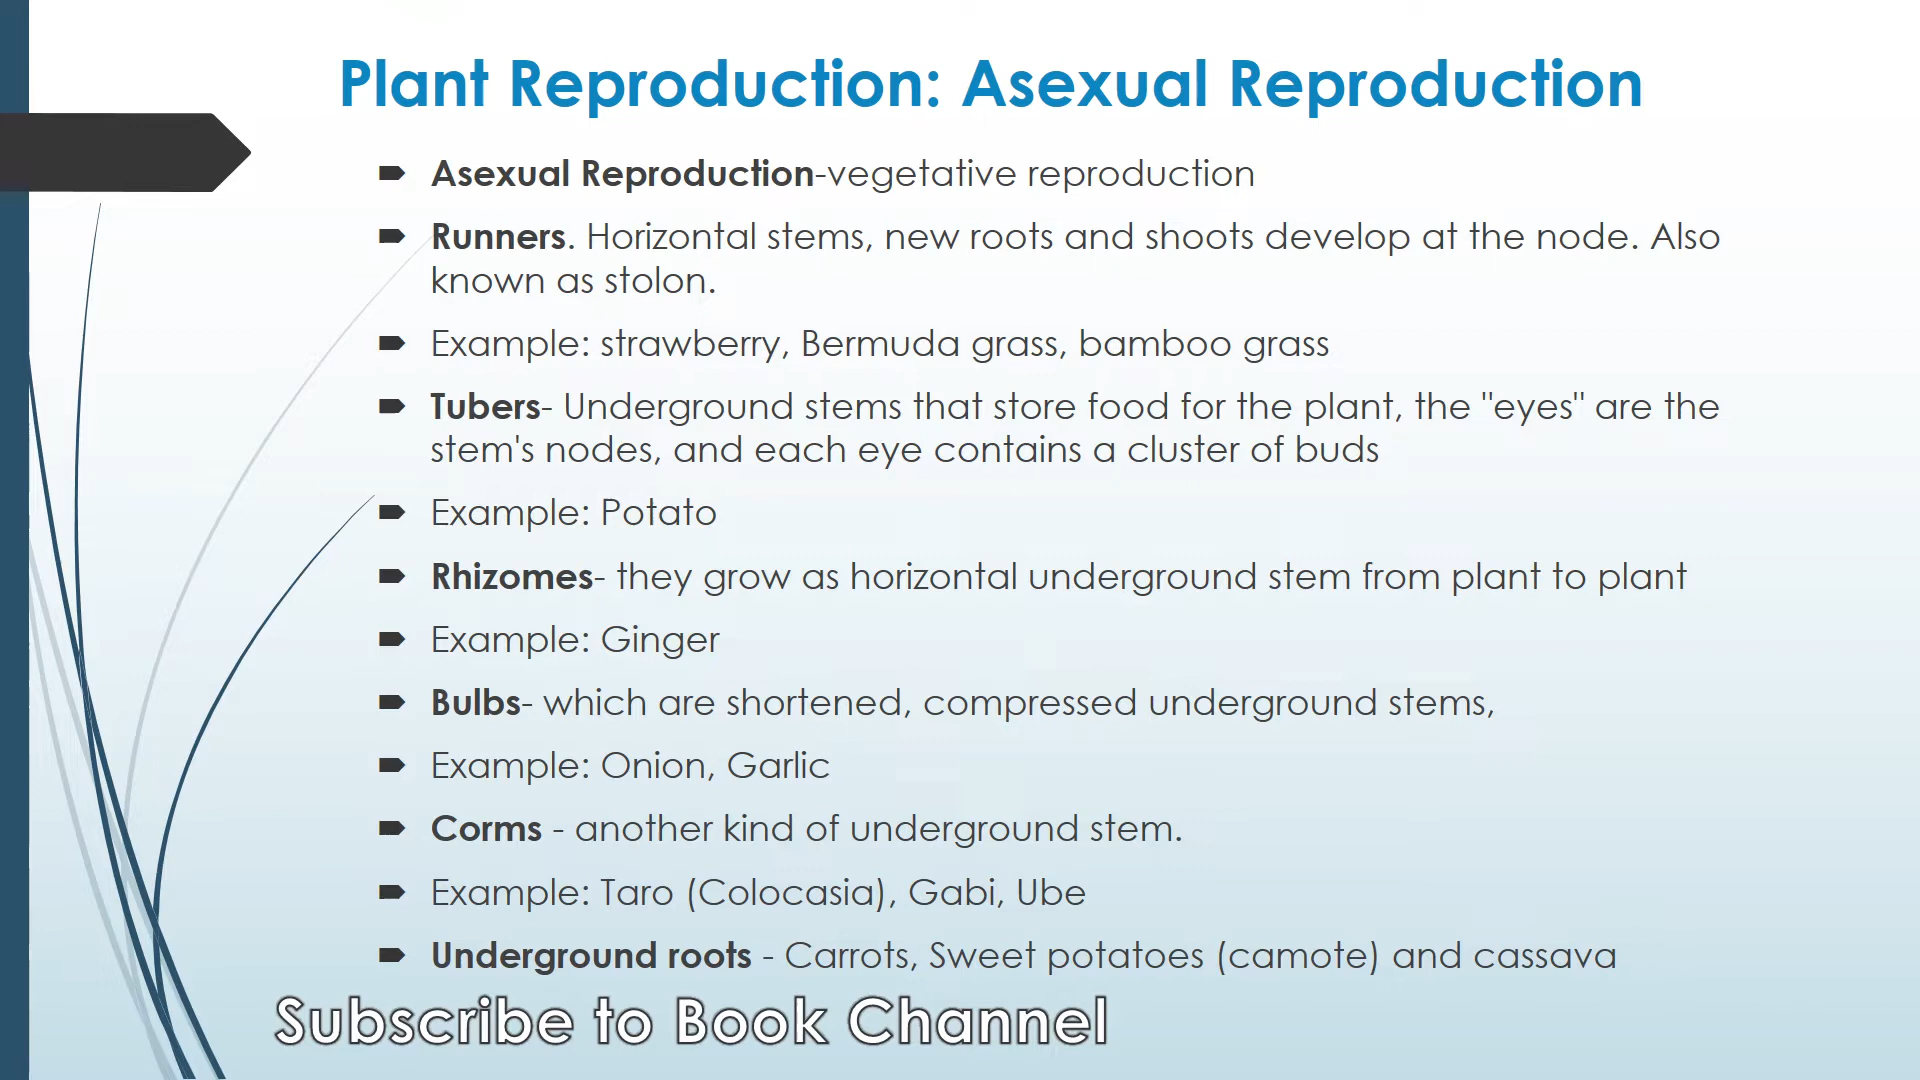 Plant Reproduction: Asexual Reproduction
Asexual Reproduction-vegetative reproduction
Runners. Horizontal stems, new roots and shoots develop at the node. Also
known as stolon.
Example: strawberry, Bermuda grass, bamboo grass
Tubers- Underground stems that store food for the plant, the "eyes" are the
stem's nodes, and each eye contains a cluster of buds
Example: Potato
Rhizomes- they grow as horizontal underground stem from plant to plant
Example: Ginger
Bulbs- which are shortened, compressed underground stems,
Example: Onion, Garlic
Corms - another kind of underground stem.
Example: Taro (Colocasia), Gabi, Ube
Underground roots - Carrots, Sweet potatoes (camote) and cassava
Subscribe to Book Channel